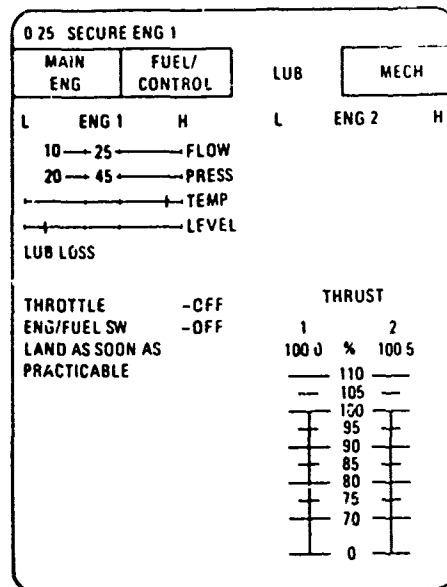 0 25 SECURE ENG 1
MAIN ENG
FUEL/ CONTROL
LUB
MECH
L ENG 1 H
L ENG 2 H
10 25 FLOW
20 45 PRESS
TEMP
LEVEL
LUB LOSS
THROTTLE -OFF
ENG/FUEL SW -OFF
LAND AS SOON AS
PRACTICABLE
THRUST
1 2
100 0 % 100 5
110
105
100
95
90
85
80
75
70
0